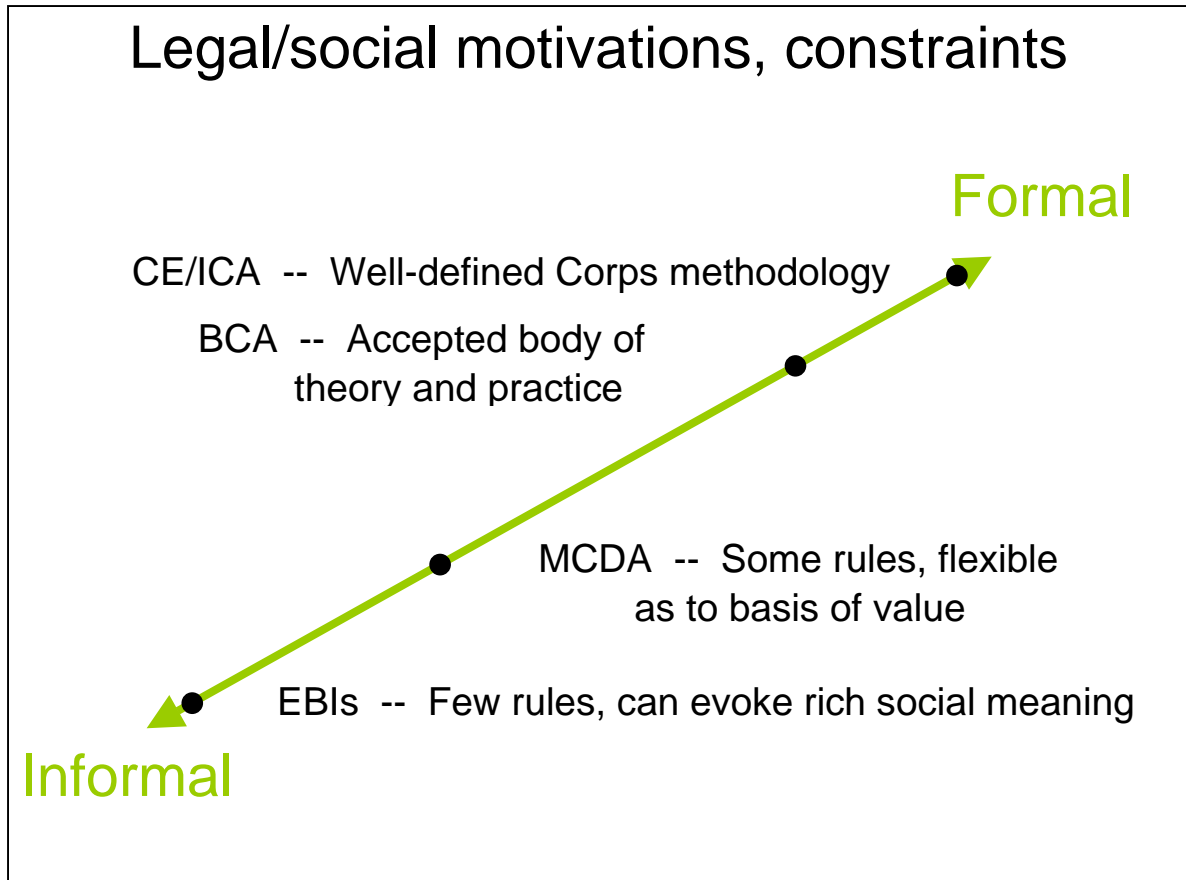 Legal/social motivations, constraints
Formal
CE/ICA -- Well-defined Corps methodology
BCA -- Accepted body of
theory and practice
MCDA -- Some rules, flexible
as to basis of value
EBIs -- Few rules, can evoke rich social meaning
Informal